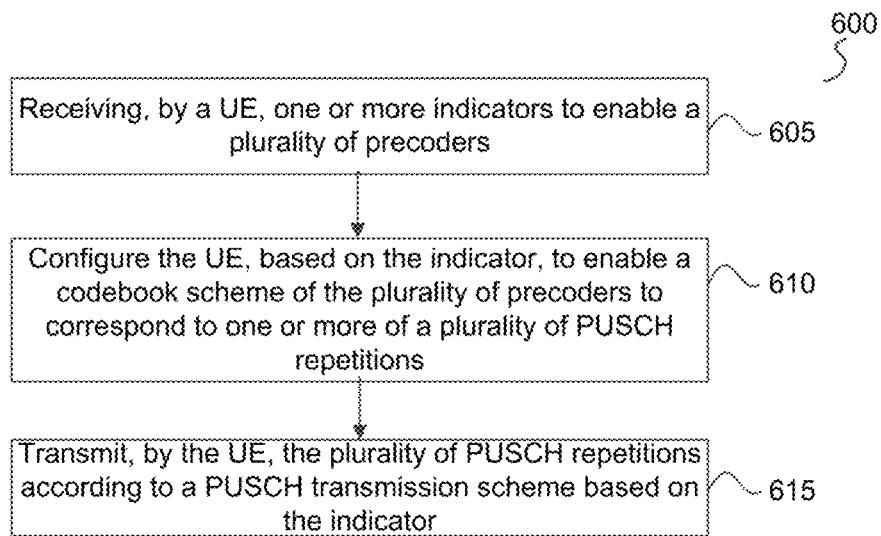 600
Receiving, by a UE, one or more indicators to enable a
plurality of precoders
605
Configure the UE, based on the indicator, to enable a
codebook scheme of the plurality of precoders to
correspond to one or more of a plurality of PUSCH
repetitions
610
Transmit, by the UE, the plurality of PUSCH repetitions
according to a PUSCH transmission scheme based on
the indicator
615